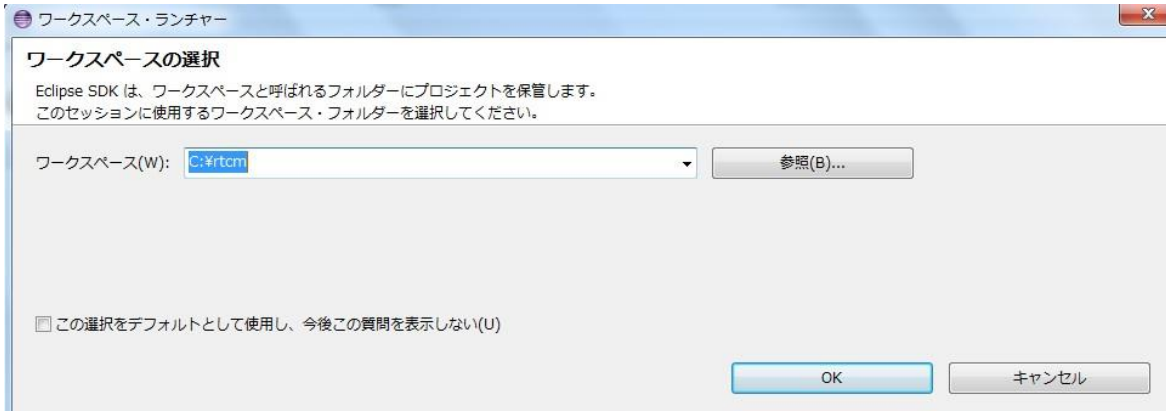 ワークスペース・ランチャー
ワークスペースの選択
Eclipse SDK は、ワークスペースと呼ばれるフォルダーにプロジェクトを保管します。
このセッションに使用するワークスペース・フォルダーを選択してください。
ワークスペース(W): C:¥rtcm 参照(B)...
この選択をデフォルトとして使用し、今後この質問を表示しない(U)
OK キャンセル